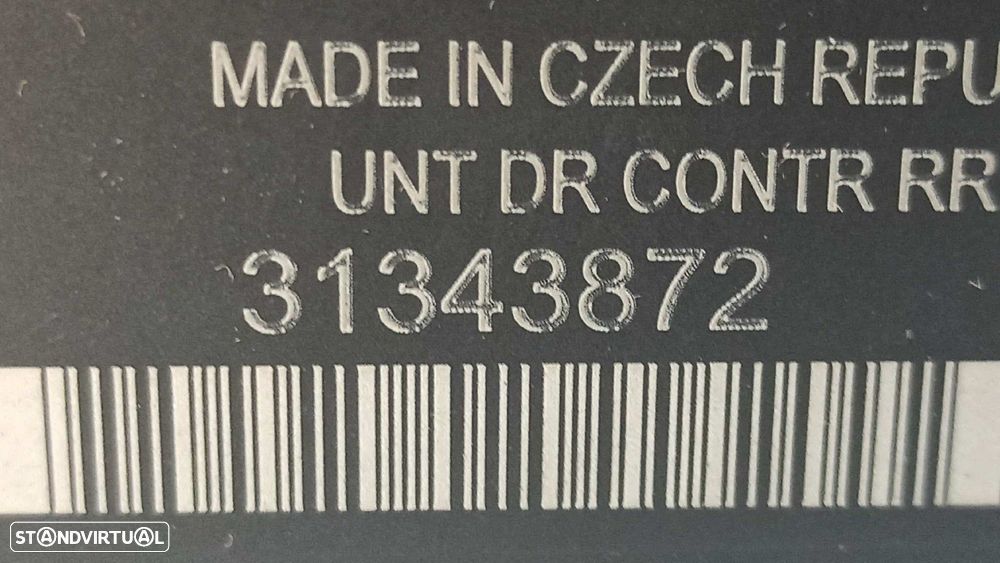 MADE IN CZECH REPU
UNT DR CONTR RR
31343872
STANDVIRTUAL